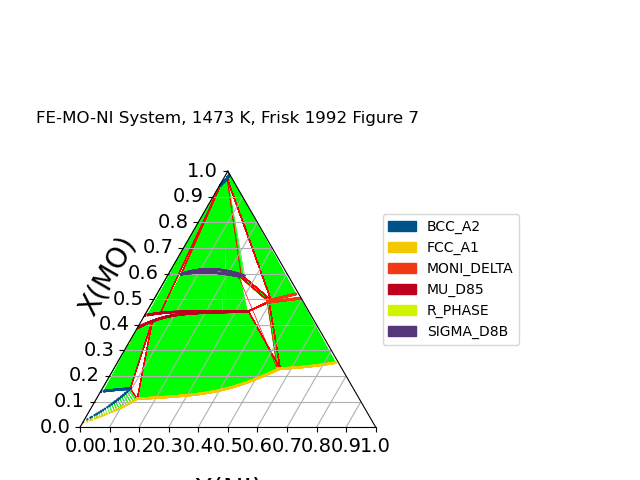 FE-MO-NI System, 1473 K, Frisk 1992 Figure 7
1.0
0.9
0.8
0.7
0.6
0.5
0.4
0.3
0.2
0.1
0.0
X(MO)
0.00.10.20.30.40.50.60.70.80.91.0
BCC_A2
FCC_A1
MONI_DELTA
MU_D85
R_PHASE
SIGMA_D8B